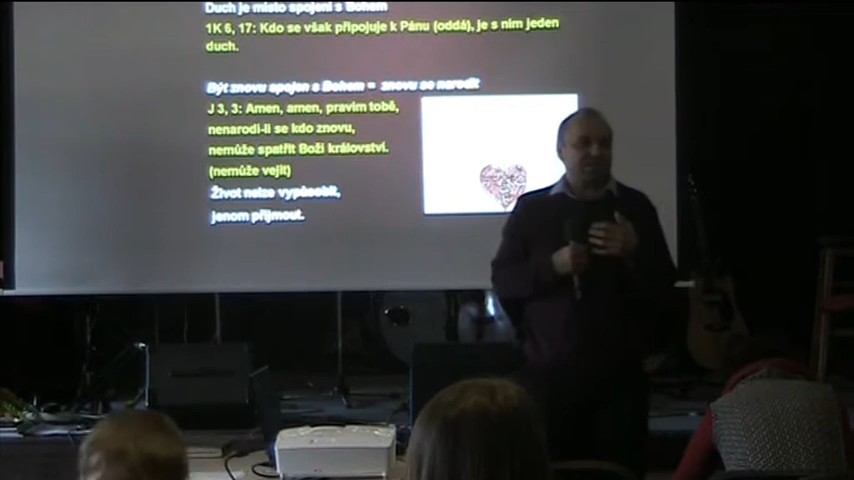 Duch je místo spojení s Bohem
1K 6, 17: Kdo se však připojuje k Pánu (oddá), je s ním jeden
duch.
Být znovu spojen s Bohem = znovu se narodit
J 3, 3: Amen, amen, pravím tobě,
nenarodí-li se kdo znovu,
nemůže spatřit Boží království.
(nemůže vejít)
Život nelze vypůsobit,
jenom přijmout.